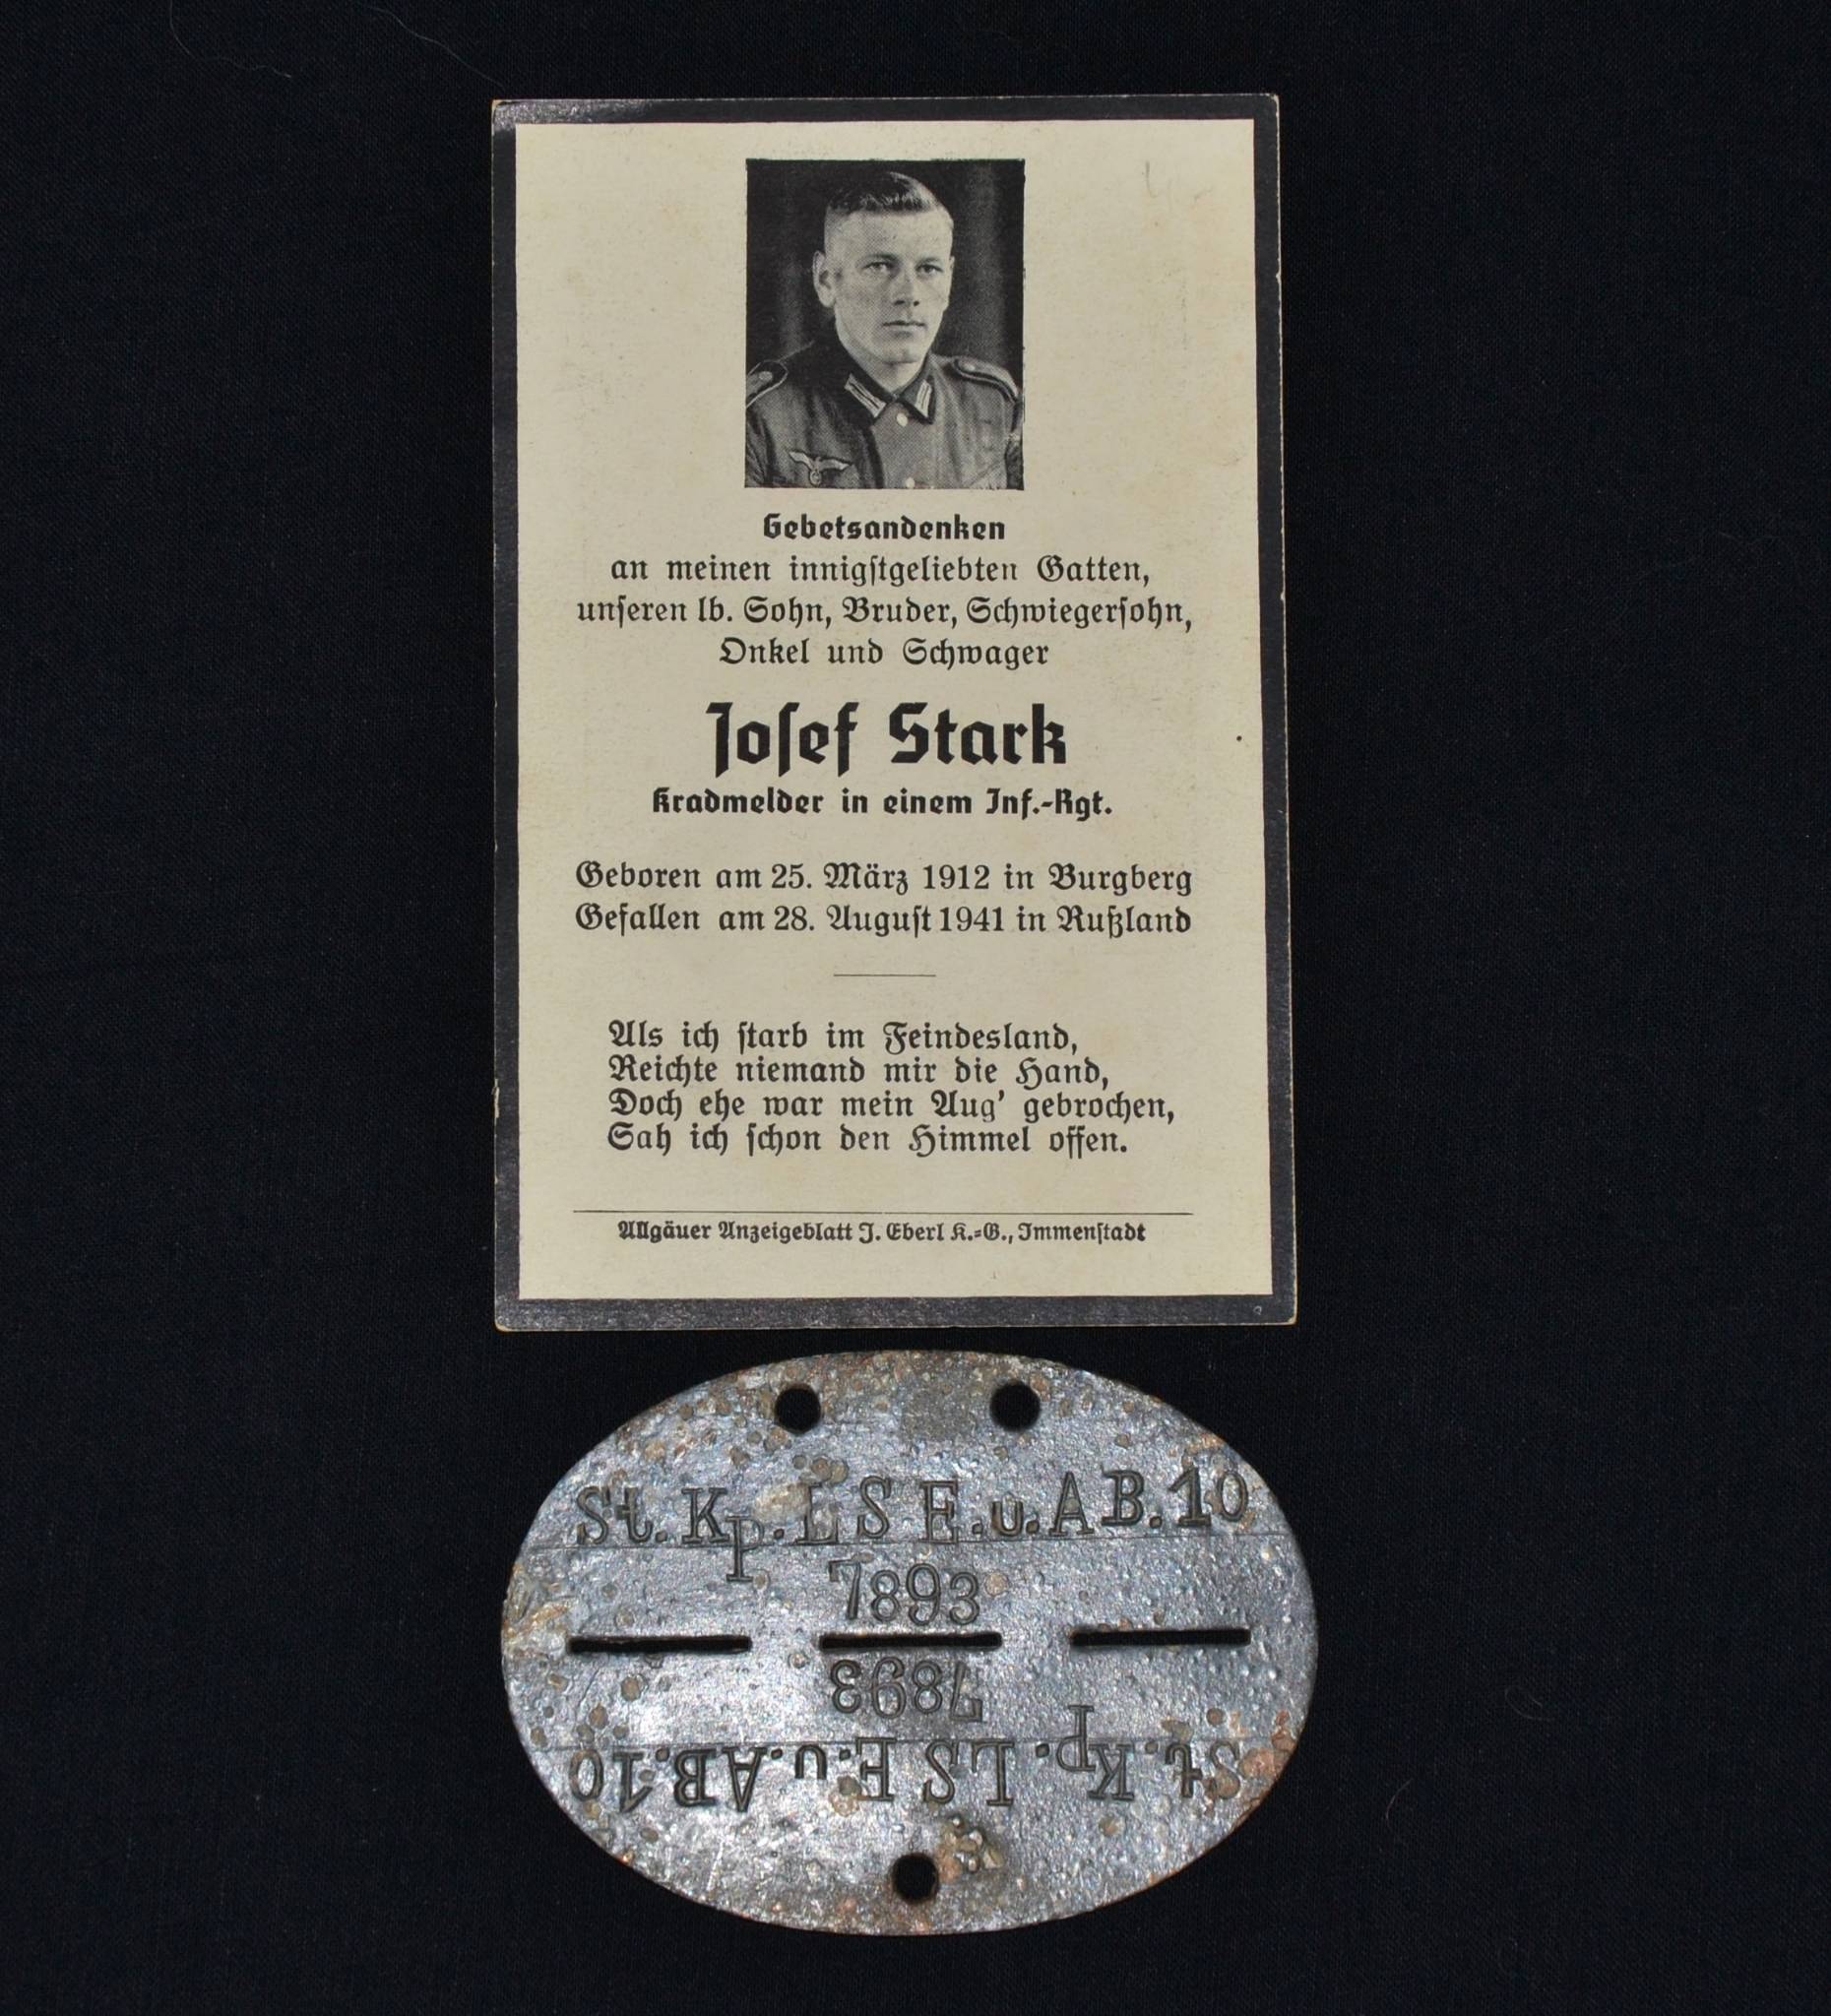 Gebetsandenken
an meinen innigstgeliebten Gatten,
unseren lb. Sohn, Bruder, Schwiegersohn,
Onkel und Schwager
Josef Stark
Kradmelder in einem Inf.-Rgt.
Geboren am 25. März 1912 in Burgberg
Gefallen am 28. August 1941 in Rußland
Als ich starb im Feindesland,
Reichte niemand mir die Hand,
Doch ehe war mein Aug' gebrochen,
Sah ich schon den Himmel offen.
Allgäuer Anzeigeblatt J. Eberl K.-G., Immenstadt
St. Kp. L S E. u. A B. 10
7893
7893
St. Kp. L S E. u. A B. 10